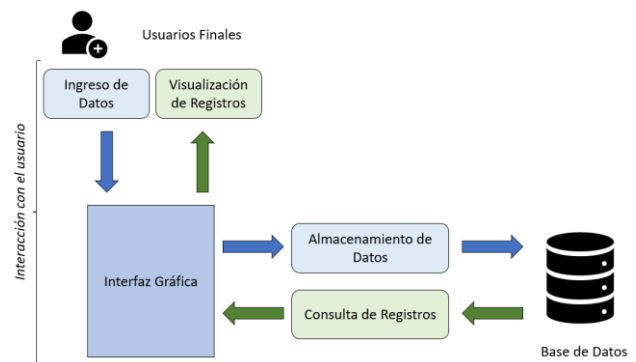 Usuarios Finales
Ingreso de
Datos
Visualización
de Registros
Interacción con el usuario
Interfaz Gráfica
Almacenamiento de
Datos
Consulta de Registros
Base de Datos